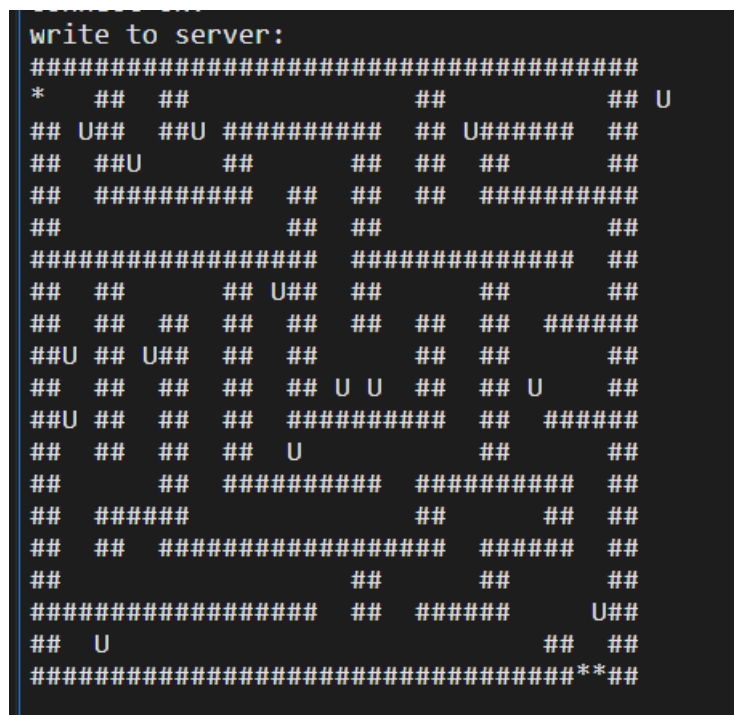 write to server:
######################################
*   ##  ##              ##          ## U
## U##  ##U ##########  ## U######  ##
##  ##U     ##      ##  ##  ##      ##
##  ##########  ##  ##  ##  ##########
##              ##  ##              ##
##################  ##############  ##
##  ##      ## U##  ##      ##      ##
##  ##  ##  ##  ##  ##  ##  ##  ######
##U ## U##  ##  ##      ##  ##      ##
##  ##  ##  ##  ## U U  ##  ## U    ##
##U ##  ##  ##  ##########  ##  ######
##  ##  ##  ##  U           ##      ##
##      ##  ##########  ##########  ##
##  ######              ##      ##  ##
##  ##  ##################  ######  ##
##                  ##      ##      ##
##################  ##  ######     U##
##  U                           ##  ##
##################################**##